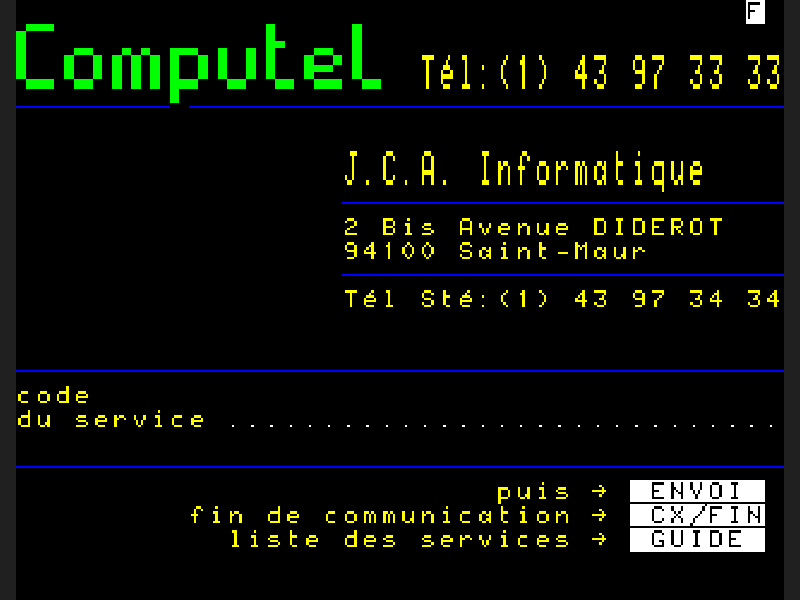 F
Computel Tél:(1) 43 97 33 33
J.C.A. Informatique
2 Bis Avenue DIDEROT
94100 Saint-Maur
Tél Sté:(1) 43 97 34 34
code
du service .............................
puis → ENVOI
fin de communication → CX/FIN
liste des services → GUIDE